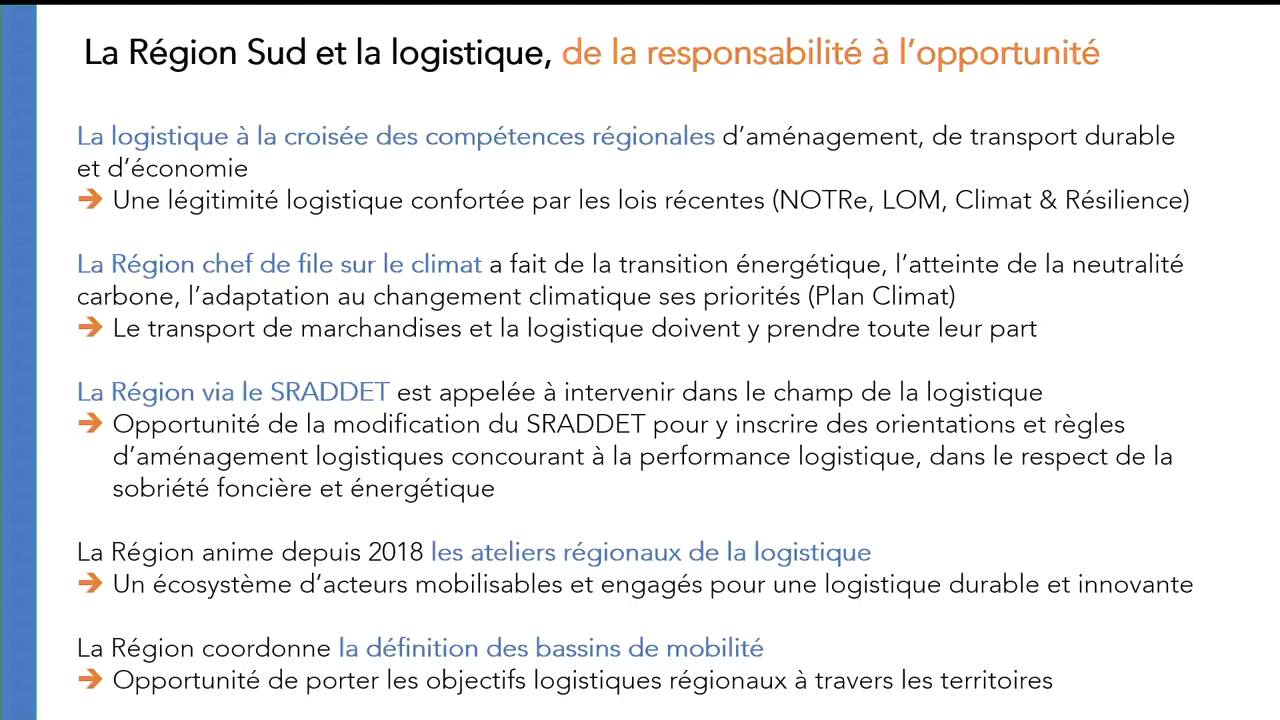 La Région Sud et la logistique, de la responsabilité à l’opportunité
La logistique à la croisée des compétences régionales d’aménagement, de transport durable
et d’économie
➔ Une légitimité logistique confortée par les lois récentes (NOTRe, LOM, Climat & Résilience)
La Région chef de file sur le climat a fait de la transition énergétique, l’atteinte de la neutralité
carbone, l’adaptation au changement climatique ses priorités (Plan Climat)
➔ Le transport de marchandises et la logistique doivent y prendre toute leur part
La Région via le SRADDET est appelée à intervenir dans le champ de la logistique
➔ Opportunité de la modification du SRADDET pour y inscrire des orientations et règles
d’aménagement logistiques concourant à la performance logistique, dans le respect de la
sobriété foncière et énergétique
La Région anime depuis 2018 les ateliers régionaux de la logistique
➔ Un écosystème d’acteurs mobilisables et engagés pour une logistique durable et innovante
La Région coordonne la définition des bassins de mobilité
➔ Opportunité de porter les objectifs logistiques régionaux à travers les territoires